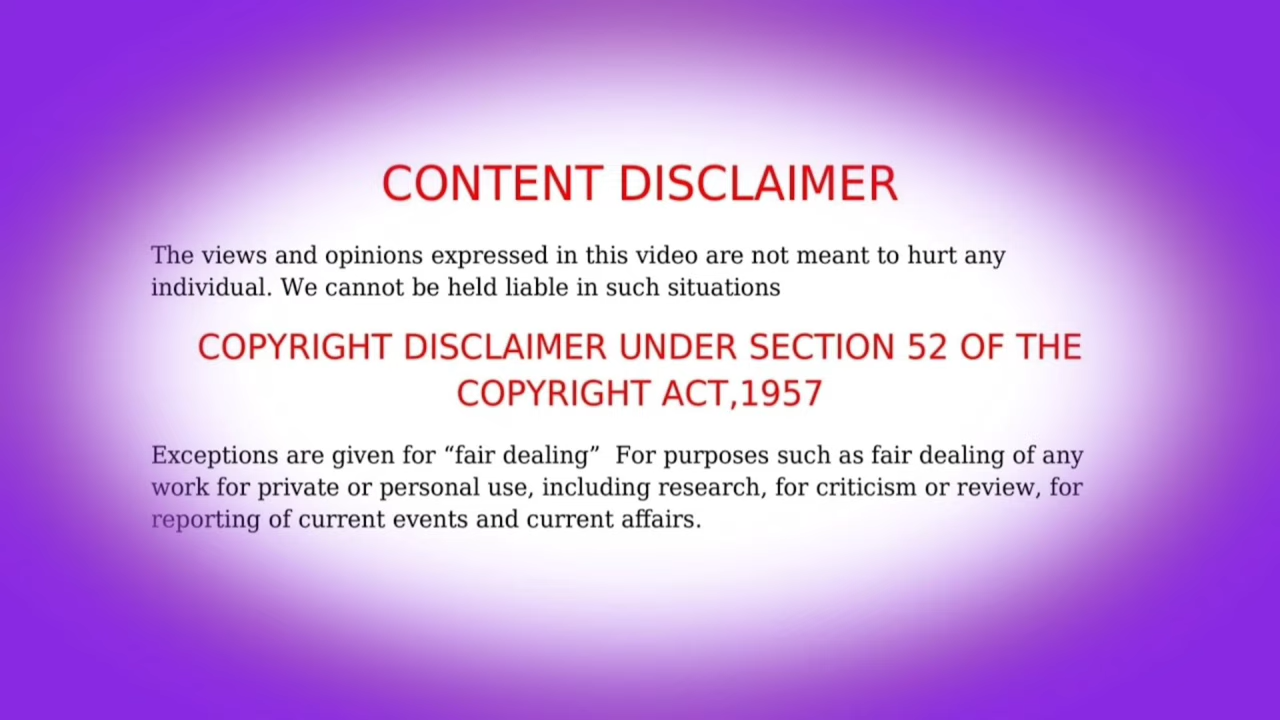 CONTENT DISCLAIMER
The views and opinions expressed in this video are not meant to hurt any
individual. We cannot be held liable in such situations
COPYRIGHT DISCLAIMER UNDER SECTION 52 OF THE
COPYRIGHT ACT,1957
Exceptions are given for “fair dealing”  For purposes such as fair dealing of any
work for private or personal use, including research, for criticism or review, for
reporting of current events and current affairs.